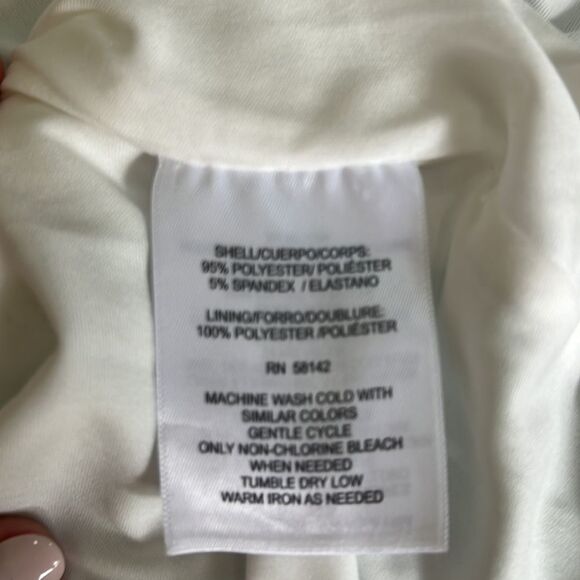 SHELL/CUERPO/CORPS:
95% POLYESTER/ POLIÉSTER
5% SPANDEX / ELASTANO
LINING/FORRO/DOUBLURE:
100% POLYESTER /POLIÉSTER
RN 58142
MACHINE WASH COLD WITH
SIMILAR COLORS
GENTLE CYCLE
ONLY NON-CHLORINE BLEACH
WHEN NEEDED
TUMBLE DRY LOW
WARM IRON AS NEEDED